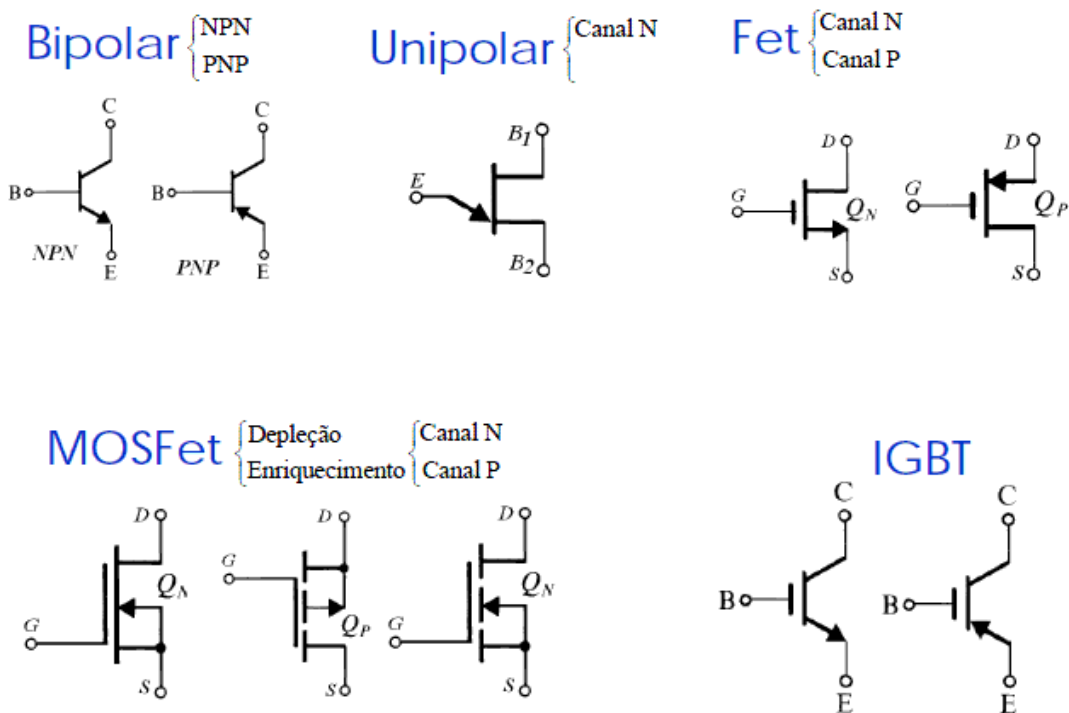 Bipolar NPN
PNP
Unipolar Canal N
Fet Canal N
Canal P
C
B
NPN
E
C
B
PNP
E
B1
E
B2
D
G
QN
S
D
G
QP
S
MOSFet Depleção Canal N
Enriquecimento Canal P
IGBT
D
QN
G
S
D
G
QP
S
D
QN
G
S
C
B
E
C
B
E